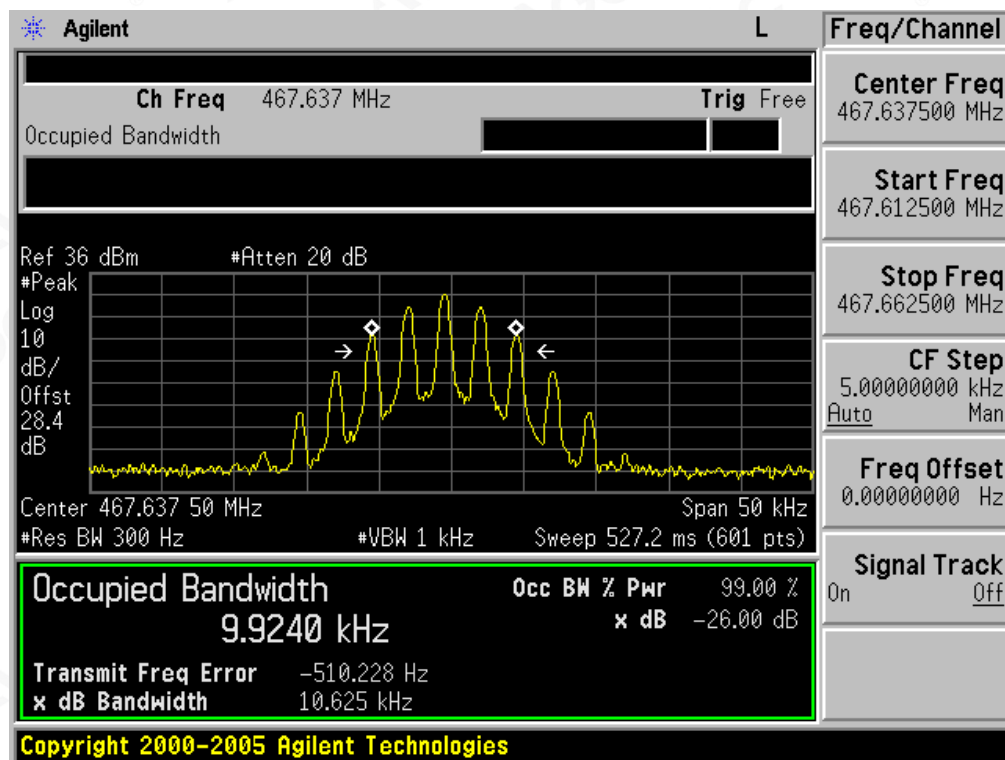 Agilent L
Ch Freq 467.637 MHz Trig Free
Occupied Bandwidth
Ref 36 dBm #Atten 20 dB
#Peak
Log
10
dB/
Offst
28.4
dB
Center 467.637 50 MHz Span 50 kHz
#Res BW 300 Hz #VBW 1 kHz Sweep 527.2 ms (601 pts)
Occupied Bandwidth
9.9240 kHz
Occ BW % Pwr 99.00 %
x dB -26.00 dB
Transmit Freq Error -510.228 Hz
x dB Bandwidth 10.625 kHz
Copyright 2000-2005 Agilent Technologies
Freq/Channel
Center Freq
467.637500 MHz
Start Freq
467.612500 MHz
Stop Freq
467.662500 MHz
CF Step
5.00000000 kHz
Auto Man
Freq Offset
0.00000000 Hz
Signal Track
On Off